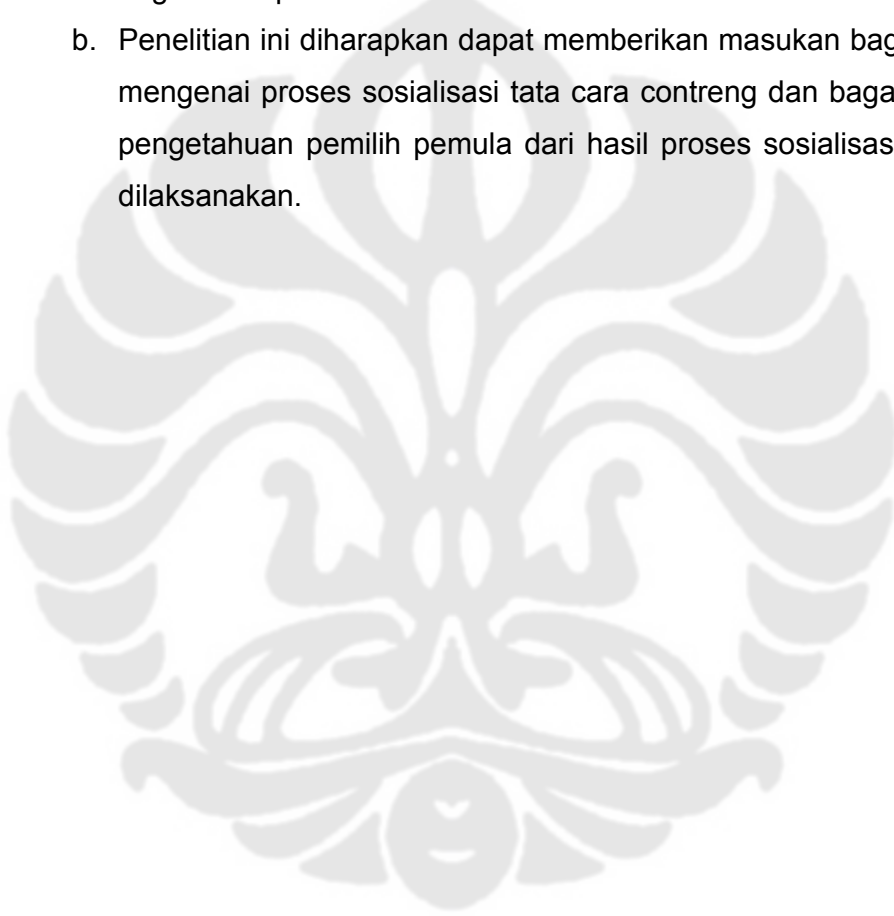 b. Penelitian ini diharapkan dapat memberikan masukan bag
mengenai proses sosialisasi tata cara contreng dan baga
pengetahuan pemilih pemula dari hasil proses sosialisas
dilaksanakan.